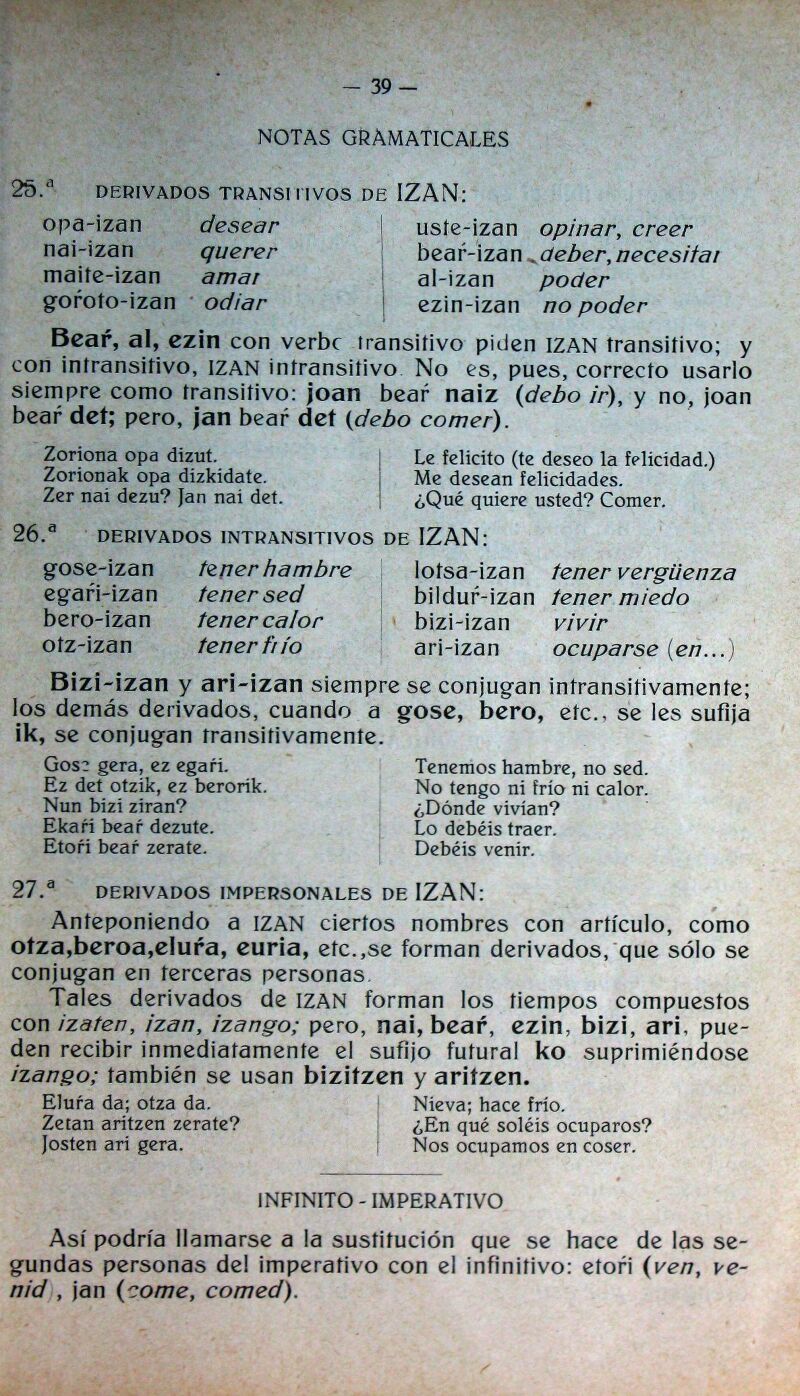 — 39 —
NOTAS GRAMATICALES
25.ª DERIVADOS TRANSITIVOS DE IZAN:
opa-izan desear uste-izan opinar, creer
nai-izan querer beaŕ-izan deber, necesitar
maite-izan amar al-izan poder
goŕoto-izan odiar ezin-izan no poder
Beaŕ, al, ezin con verbo transitivo piden IZAN transitivo; y
con intransitivo, IZAN intransitivo. No es, pues, correcto usarlo
siempre como transitivo: joan beaŕ naiz (debo ir), y no, joan
beaŕ det; pero, jan beaŕ det (debo comer).
Zoriona opa dizut. Le felicito (te deseo la felicidad.)
Zorionak opa dizkidate. Me desean felicidades.
Zer nai dezu? Jan nai det. ¿Qué quiere usted? Comer.
26.ª DERIVADOS INTRANSITIVOS DE IZAN:
gose-izan tener hambre lotsa-izan tener vergüenza
egaŕi-izan tener sed bilduŕ-izan tener miedo
bero-izan tener calor bizi-izan vivir
otz-izan tener frío ari-izan ocuparse (en...)
Bizi-izan y ari-izan siempre se conjugan intransitivamente;
los demás derivados, cuando a gose, bero, etc., se les sufija
ik, se conjugan transitivamente.
Gose gera, ez egaŕi. Tenemos hambre, no sed.
Ez det otzik, ez berorik. No tengo ni frío ni calor.
Nun bizi ziran? ¿Dónde vivían?
Ekaŕi beaŕ dezute. Lo debéis traer.
Etoŕi beaŕ zerate. Debéis venir.
27.ª DERIVADOS IMPERSONALES DE IZAN:
Anteponiendo a IZAN ciertos nombres con artículo, como
otza,beroa,eluŕa, euria, etc.,se forman derivados, que sólo se
conjugan en terceras personas.
Tales derivados de IZAN forman los tiempos compuestos
con izaten, izan, izango; pero, nai, beaŕ, ezin, bizi, ari, pue-
den recibir inmediatamente el sufijo futural ko suprimiéndose
izango; también se usan bizitzen y aritzen.
Eluŕa da; otza da. Nieva; hace frío.
Zetan aritzen zerate? ¿En qué soléis ocuparos?
Josten ari gera. Nos ocupamos en coser.
INFINITO - IMPERATIVO
Así podría llamarse a la sustitución que se hace de las se-
gundas personas del imperativo con el infinitivo: etoŕi (ven, ve-
nid), jan (come, comed).